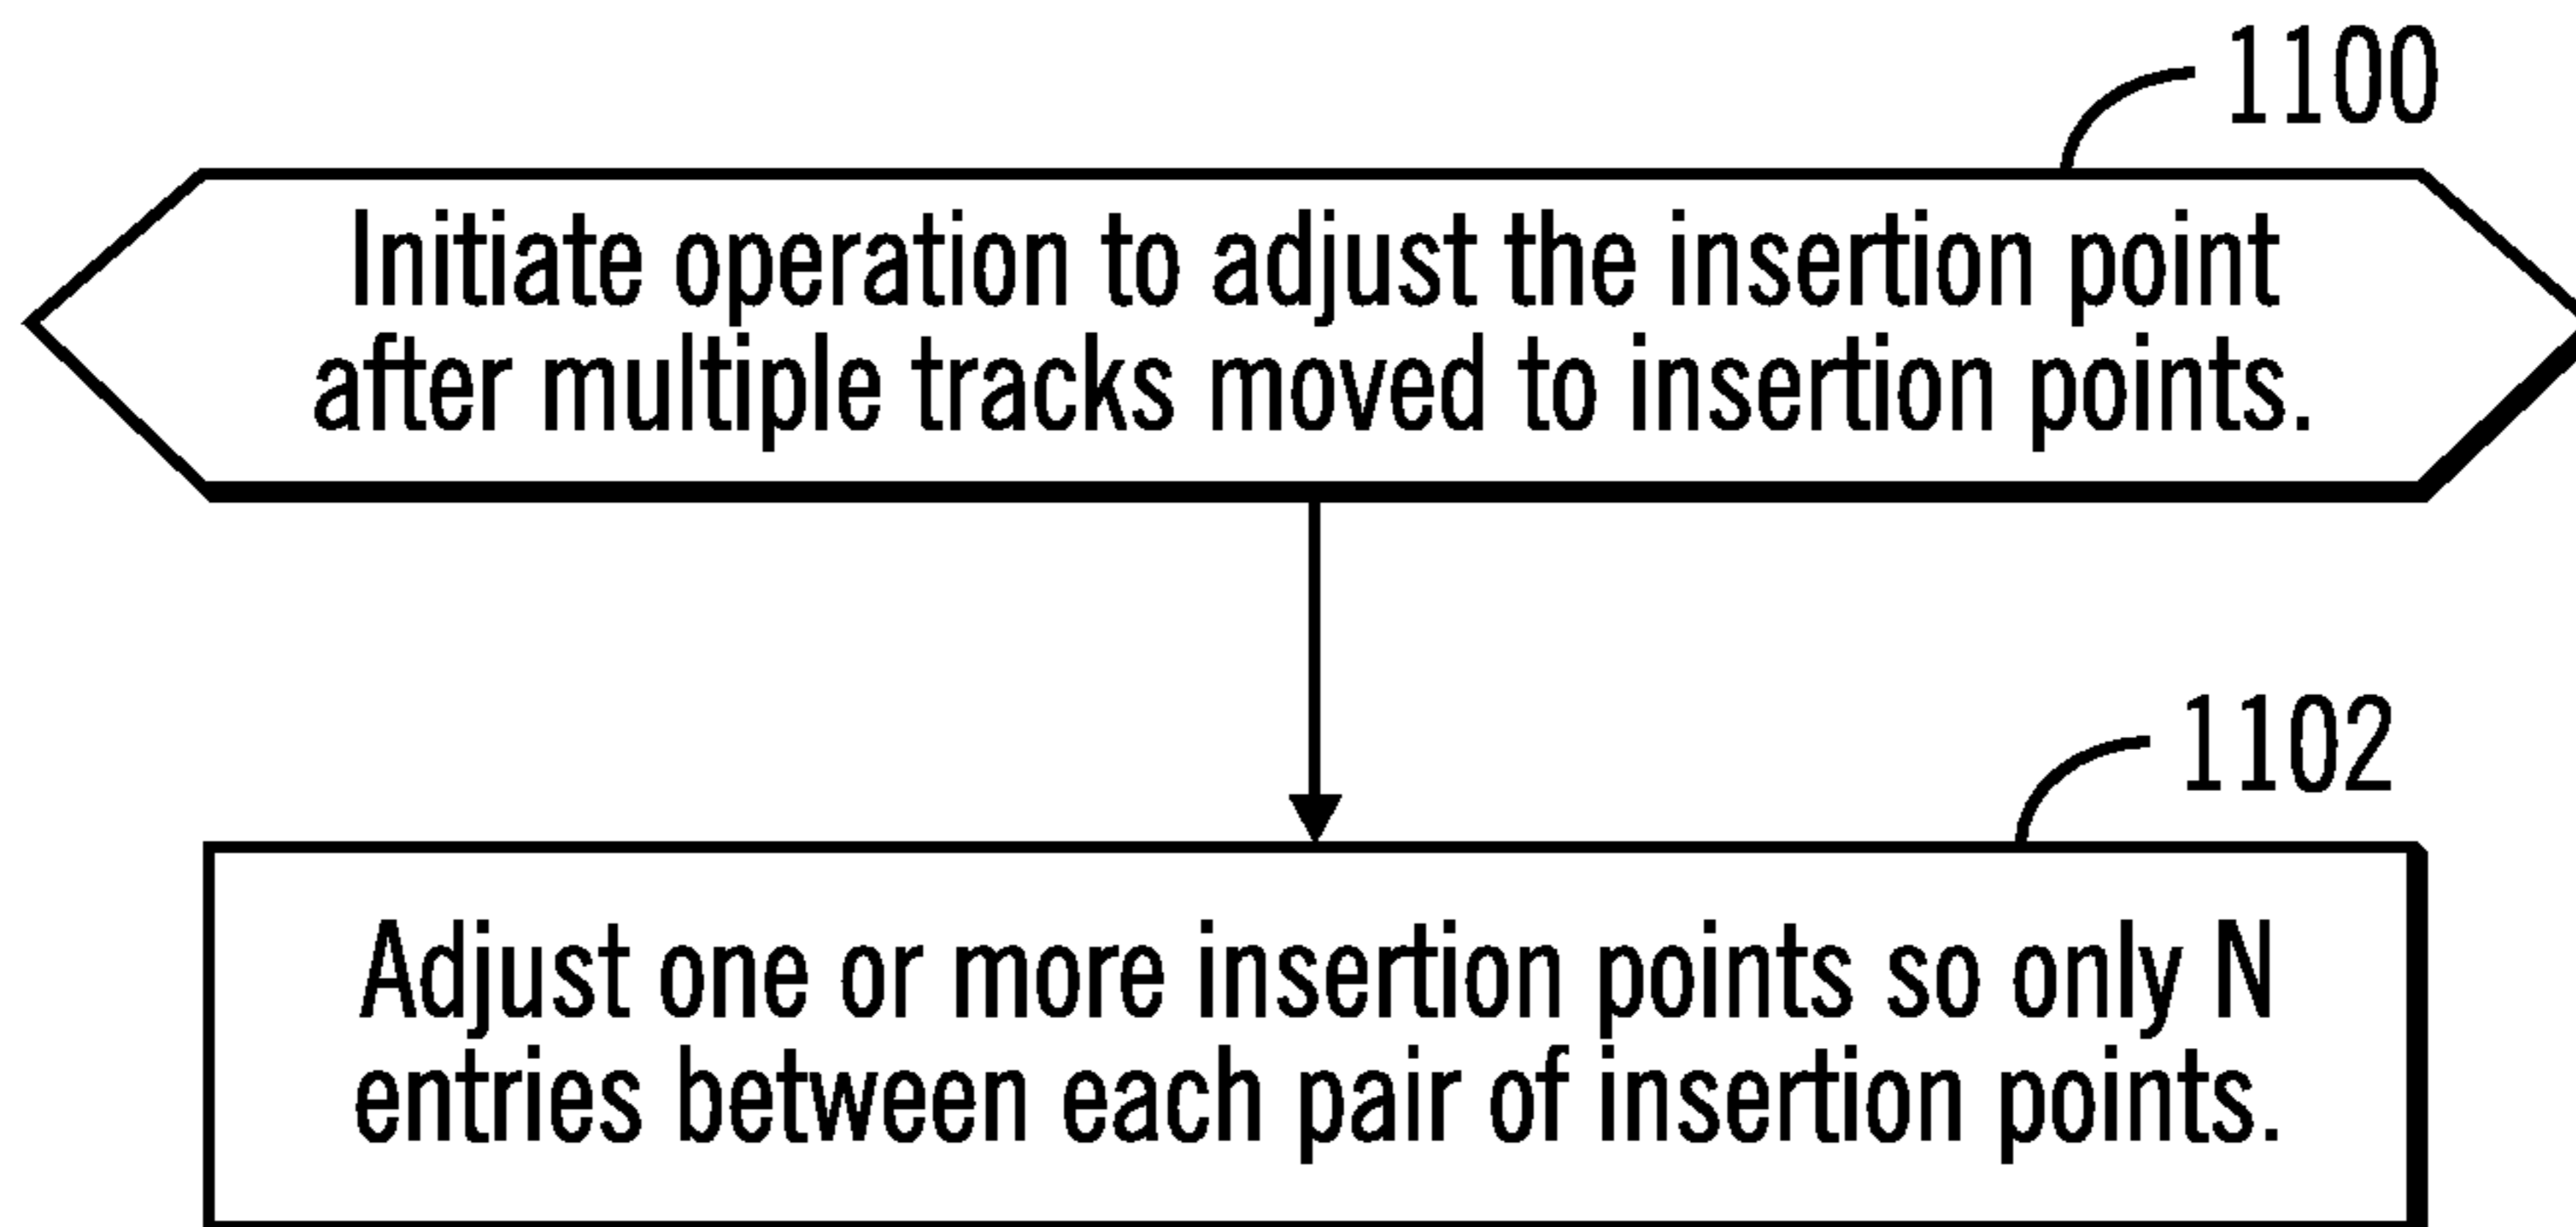 1100
Initiate operation to adjust the insertion point
after multiple tracks moved to insertion points.
1102
Adjust one or more insertion points so only N
entries between each pair of insertion points.